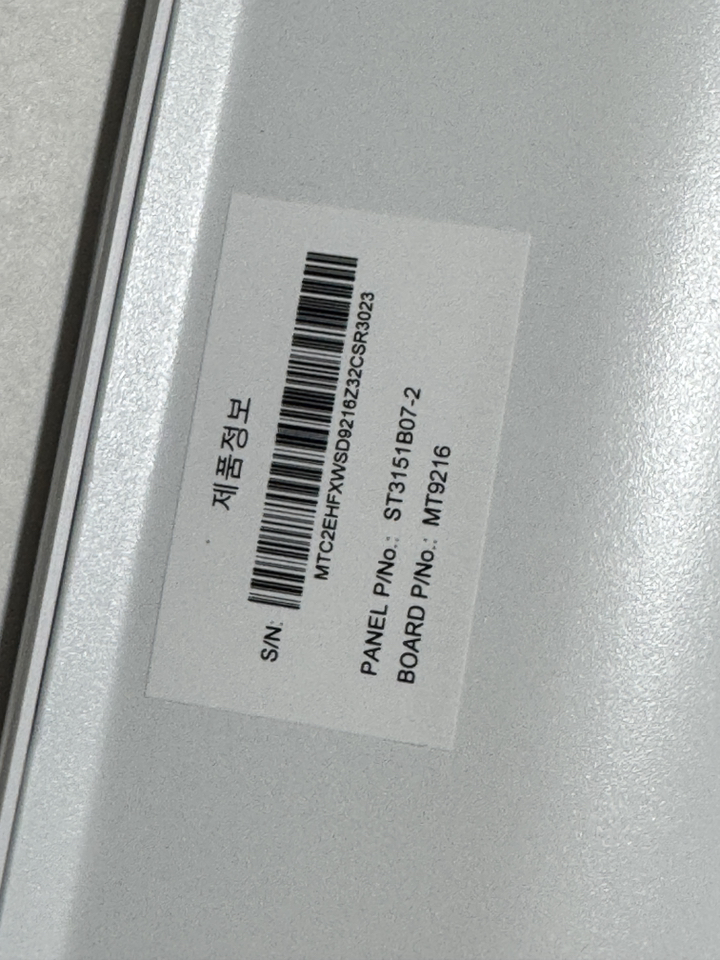 제품정보
S/N:
MTC2EHFXWSD9216Z32CSR3023
PANEL P/No.: ST3151B07-2
BOARD P/No.: MT9216